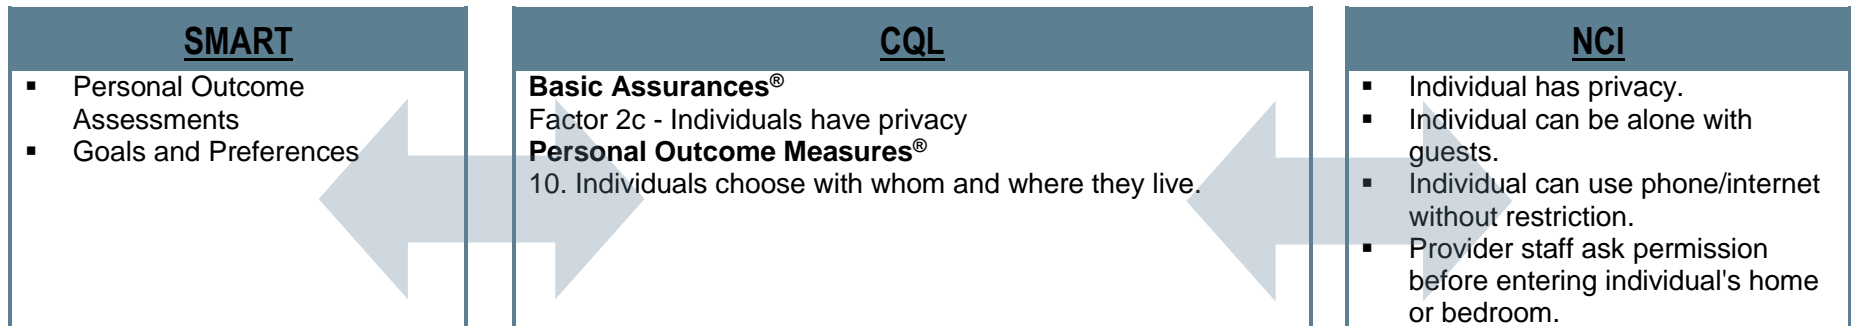 SMART
▪ Personal Outcome
Assessments
▪ Goals and Preferences
CQL
Basic Assurances®
Factor 2c - Individuals have privacy
Personal Outcome Measures®
10. Individuals choose with whom and where they live.
NCI
▪ Individual has privacy.
▪ Individual can be alone with
guests.
▪ Individual can use phone/internet
without restriction.
▪ Provider staff ask permission
before entering individual's home
or bedroom.